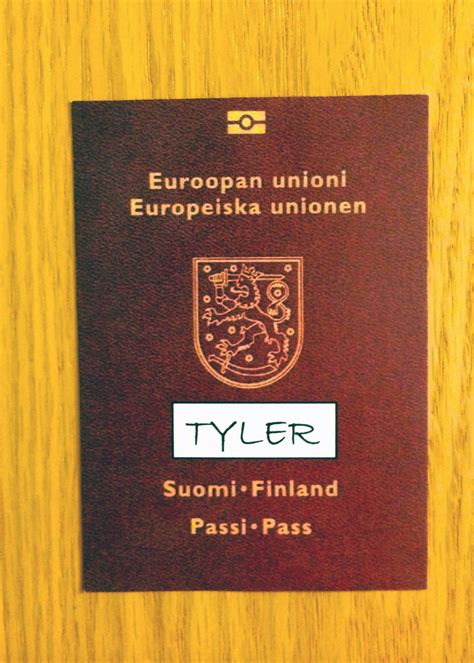 Euroopan unioni
Europeiska unionen
TYLER
Suomi•Finland
Passi•Pass